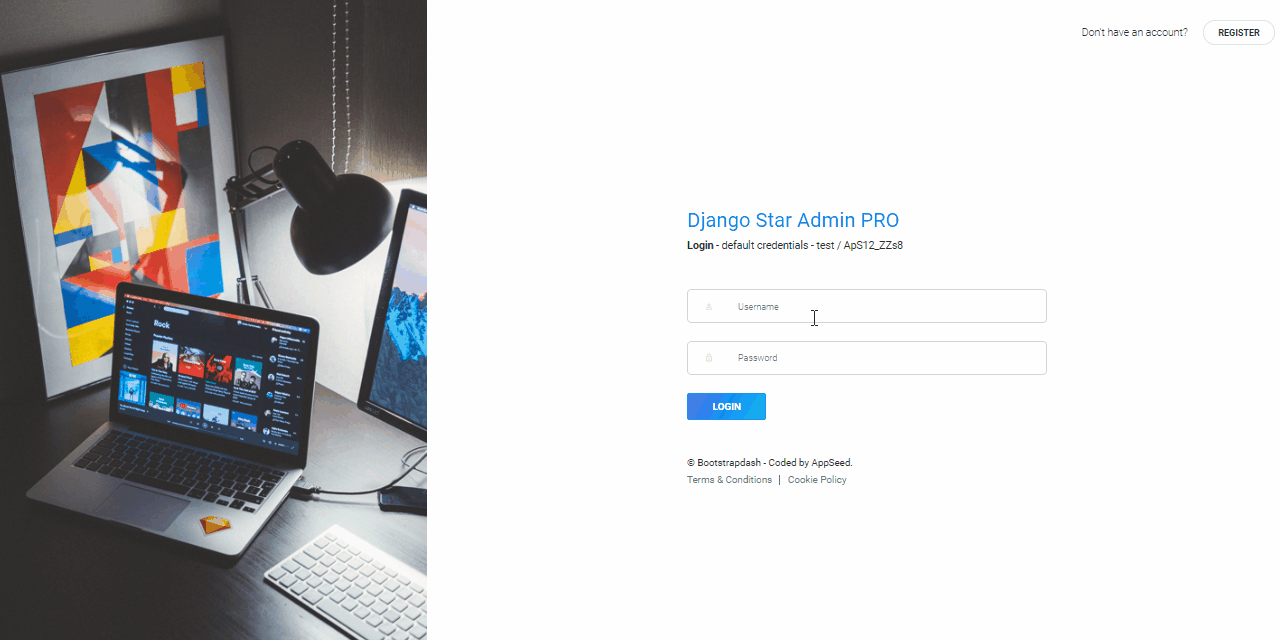 Don't have an account? REGISTER
Django Star Admin PRO
Login - default credentials - test / ApS12_ZZs8
Username
Password
LOGIN
© Bootstrapdash - Coded by AppSeed.
Terms & Conditions | Cookie Policy
Rock